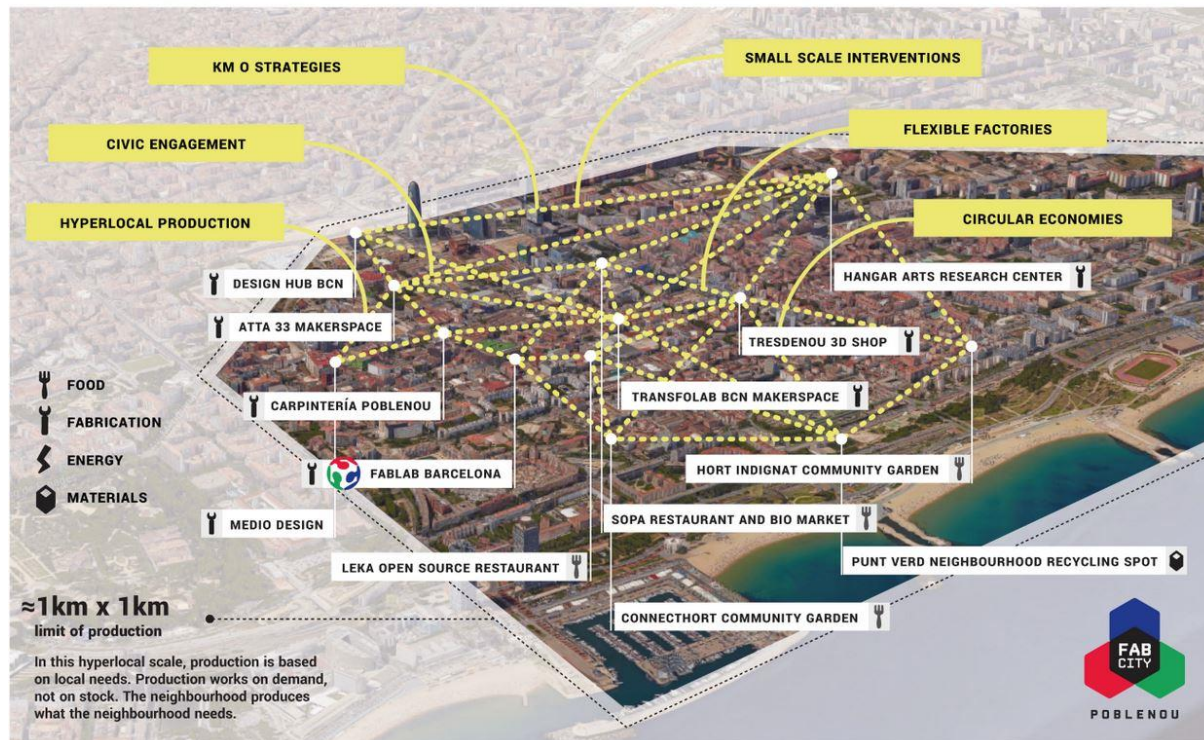 KM O STRATEGIES
SMALL SCALE INTERVENTIONS
CIVIC ENGAGEMENT
FLEXIBLE FACTORIES
HYPERLOCAL PRODUCTION
CIRCULAR ECONOMIES
DESIGN HUB BCN
HANGAR ARTS RESEARCH CENTER
ATTA 33 MAKERSPACE
TRESDENOU 3D SHOP
FOOD
FABRICATION
ENERGY
MATERIALS
CARPINTERÍA POBLENOU
TRANSFOLAB BCN MAKERSPACE
FABLAB BARCELONA
HORT INDIGNAT COMMUNITY GARDEN
MEDIO DESIGN
SOPA RESTAURANT AND BIO MARKET
LEKA OPEN SOURCE RESTAURANT
PUNT VERD NEIGHBOURHOOD RECYCLING SPOT
CONNECTHORT COMMUNITY GARDEN
≈1km x 1km
limit of production
In this hyperlocal scale, production is based
on local needs. Production works on demand,
not on stock. The neighbourhood produces
what the neighbourhood needs.
FAB
CITY
POBLENOU